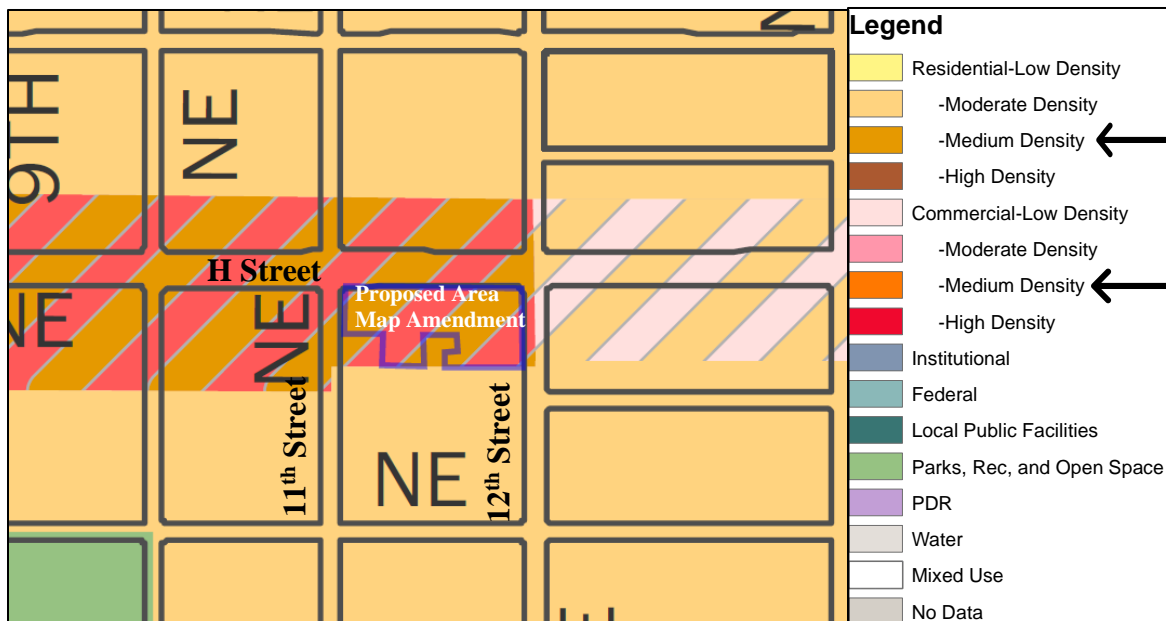 NE
9TH
NE
H Street
NE
NE
Proposed Area
Map Amendment
11th Street
12th Street
NE
Legend
Residential-Low Density
-Moderate Density
-Medium Density
-High Density
Commercial-Low Density
-Moderate Density
-Medium Density
-High Density
Institutional
Federal
Local Public Facilities
Parks, Rec, and Open Space
PDR
Water
Mixed Use
No Data